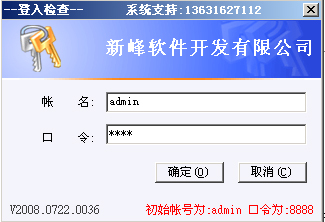 --登入检查-- 系统支持:13631627112
新峰软件开发有限公司
帐 名: admin
口 令: ****
确定(O) 取消(C)
V2008.0722.0036 初始帐号为:admin 口令为:8888